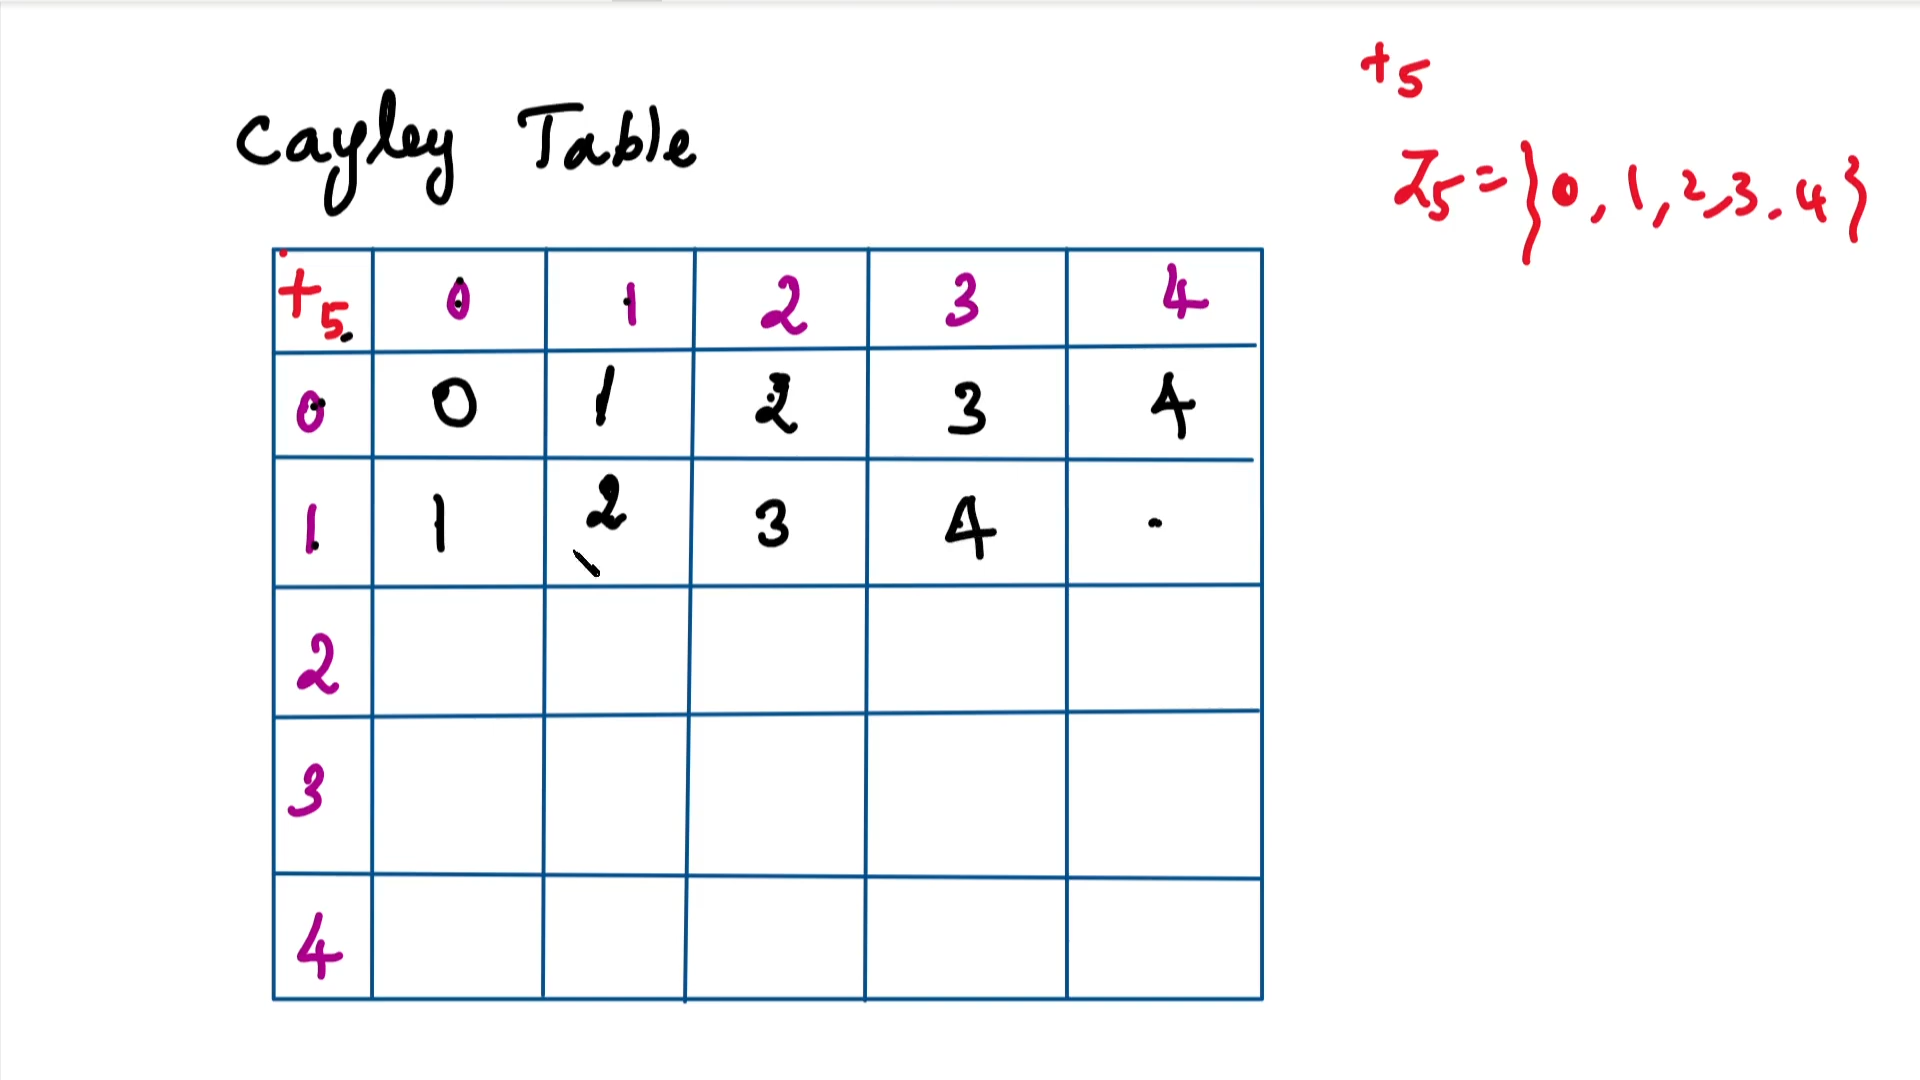 Cayley Table
+5
Z5 = {0, 1, 2, 3. 4}
+5 0 1 2 3 4
0 0 1 2 3 4
1 1 2 3 4
2
3
4